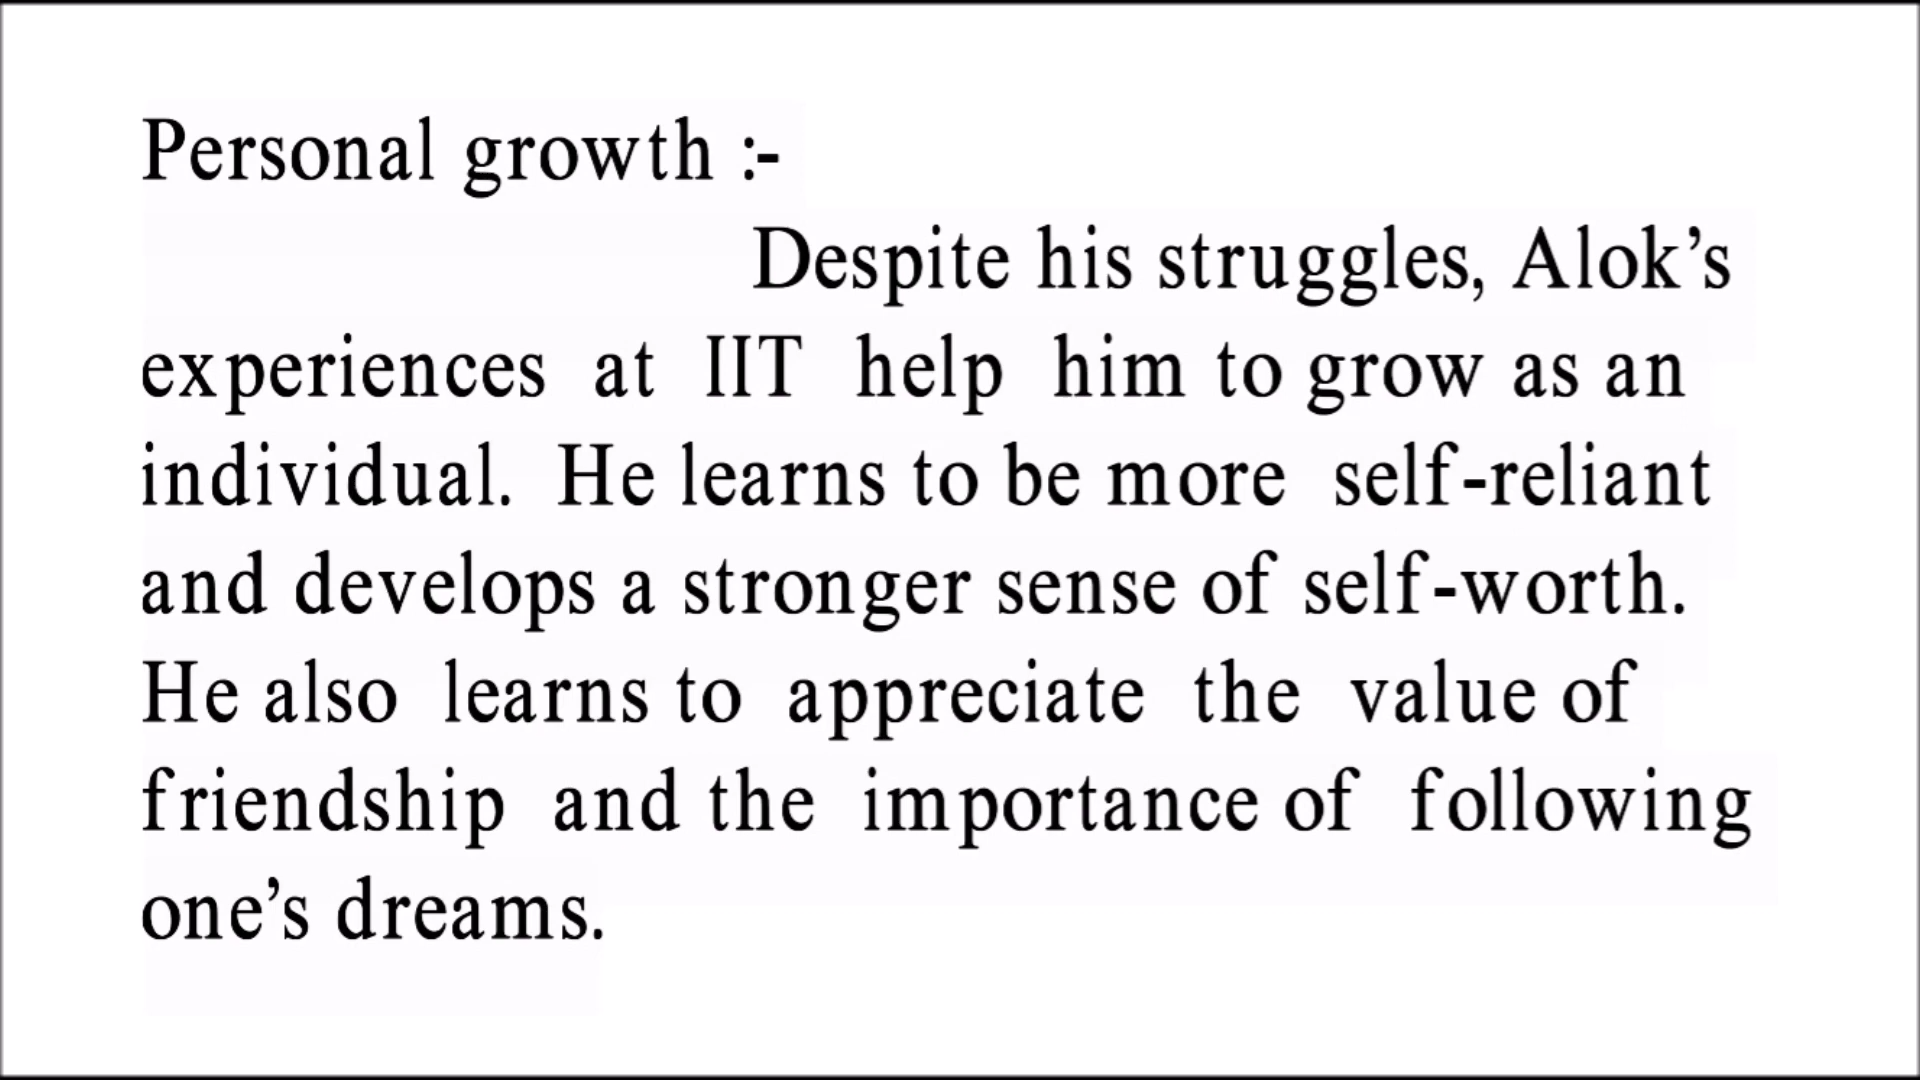 Personal growth :-
Despite his struggles, Alok’s
experiences at IIT help him to grow as an
individual. He learns to be more self-reliant
and develops a stronger sense of self-worth.
He also learns to appreciate the value of
friendship and the importance of following
one’s dreams.